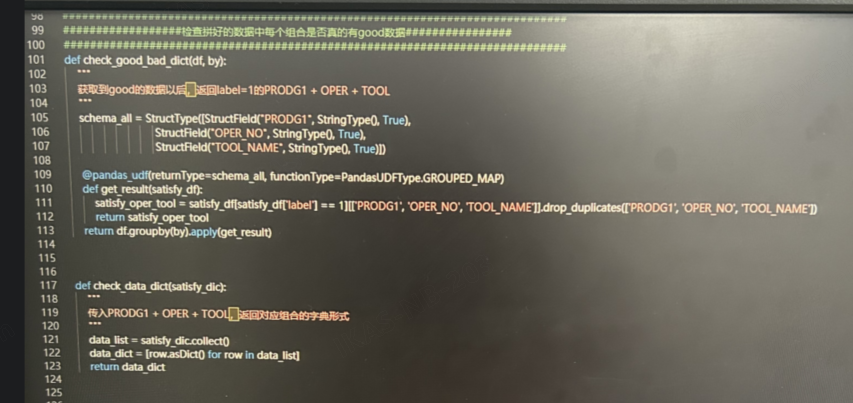 98 ################################################################################
99 ###################检查拼好的数据中每个组合是否真的有good数据#################
100 ################################################################################
101 def check_good_bad_dict(df, by):
102 """
103 获取到good的数据以后，返回label=1的PRODG1 + OPER + TOOL
104 """
105 schema_all = StructType([StructField("PRODG1", StringType(), True),
106 StructField("OPER_NO", StringType(), True),
107 StructField("TOOL_NAME", StringType(), True)])
108
109 @pandas_udf(returnType=schema_all, functionType=PandasUDFType.GROUPED_MAP)
110 def get_result(satisfy_df):
111 satisfy_oper_tool = satisfy_df[satisfy_df['label'] == 1][['PRODG1', 'OPER_NO', 'TOOL_NAME']].drop_duplicates(['PRODG1', 'OPER_NO', 'TOOL_NAME'])
112 return satisfy_oper_tool
113 return df.groupby(by).apply(get_result)
114
115
116
117 def check_data_dict(satisfy_dic):
118 """
119 传入PRODG1 + OPER + TOOL，返回对应组合的字典形式
120 """
121 data_list = satisfy_dic.collect()
122 data_dict = [row.asDict() for row in data_list]
123 return data_dict
124
125